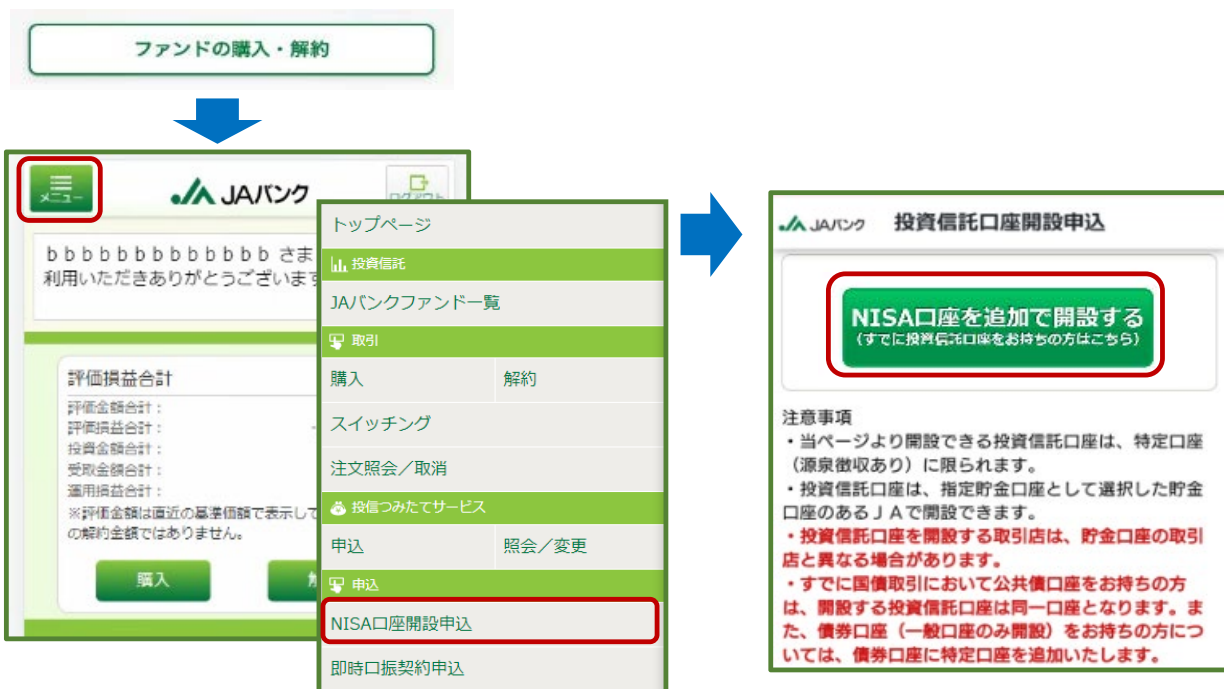 ファンドの購入・解約
メニュー
JAバンク
ログアウト
bbbbbbbbbbbbb さま
利用いただきありがとうございます
評価損益合計
評価金額合計：
評価損益合計：
投資金額合計：
受取金額合計：
運用損益合計：
※評価金額は直近の基準価額で表示して
の解約金額ではありません。
購入
トップページ
投資信託
JAバンクファンド一覧
取引
購入 解約
スイッチング
注文照会／取消
投信つみたてサービス
申込 照会／変更
申込
NISA口座開設申込
即時口振契約申込
JAバンク 投資信託口座開設申込
NISA口座を追加で開設する
(すでに投資信託口座をお持ちの方はこちら)
注意事項
・当ページより開設できる投資信託口座は、特定口座
（源泉徴収あり）に限られます。
・投資信託口座は、指定貯金口座として選択した貯金
口座のあるＪＡで開設できます。
・投資信託口座を開設する取引店は、貯金口座の取引
店と異なる場合があります。
・すでに国債取引において公共債口座をお持ちの方
は、開設する投資信託口座は同一口座となります。ま
た、債券口座（一般口座のみ開設）をお持ちの方につ
いては、債券口座に特定口座を追加いたします。